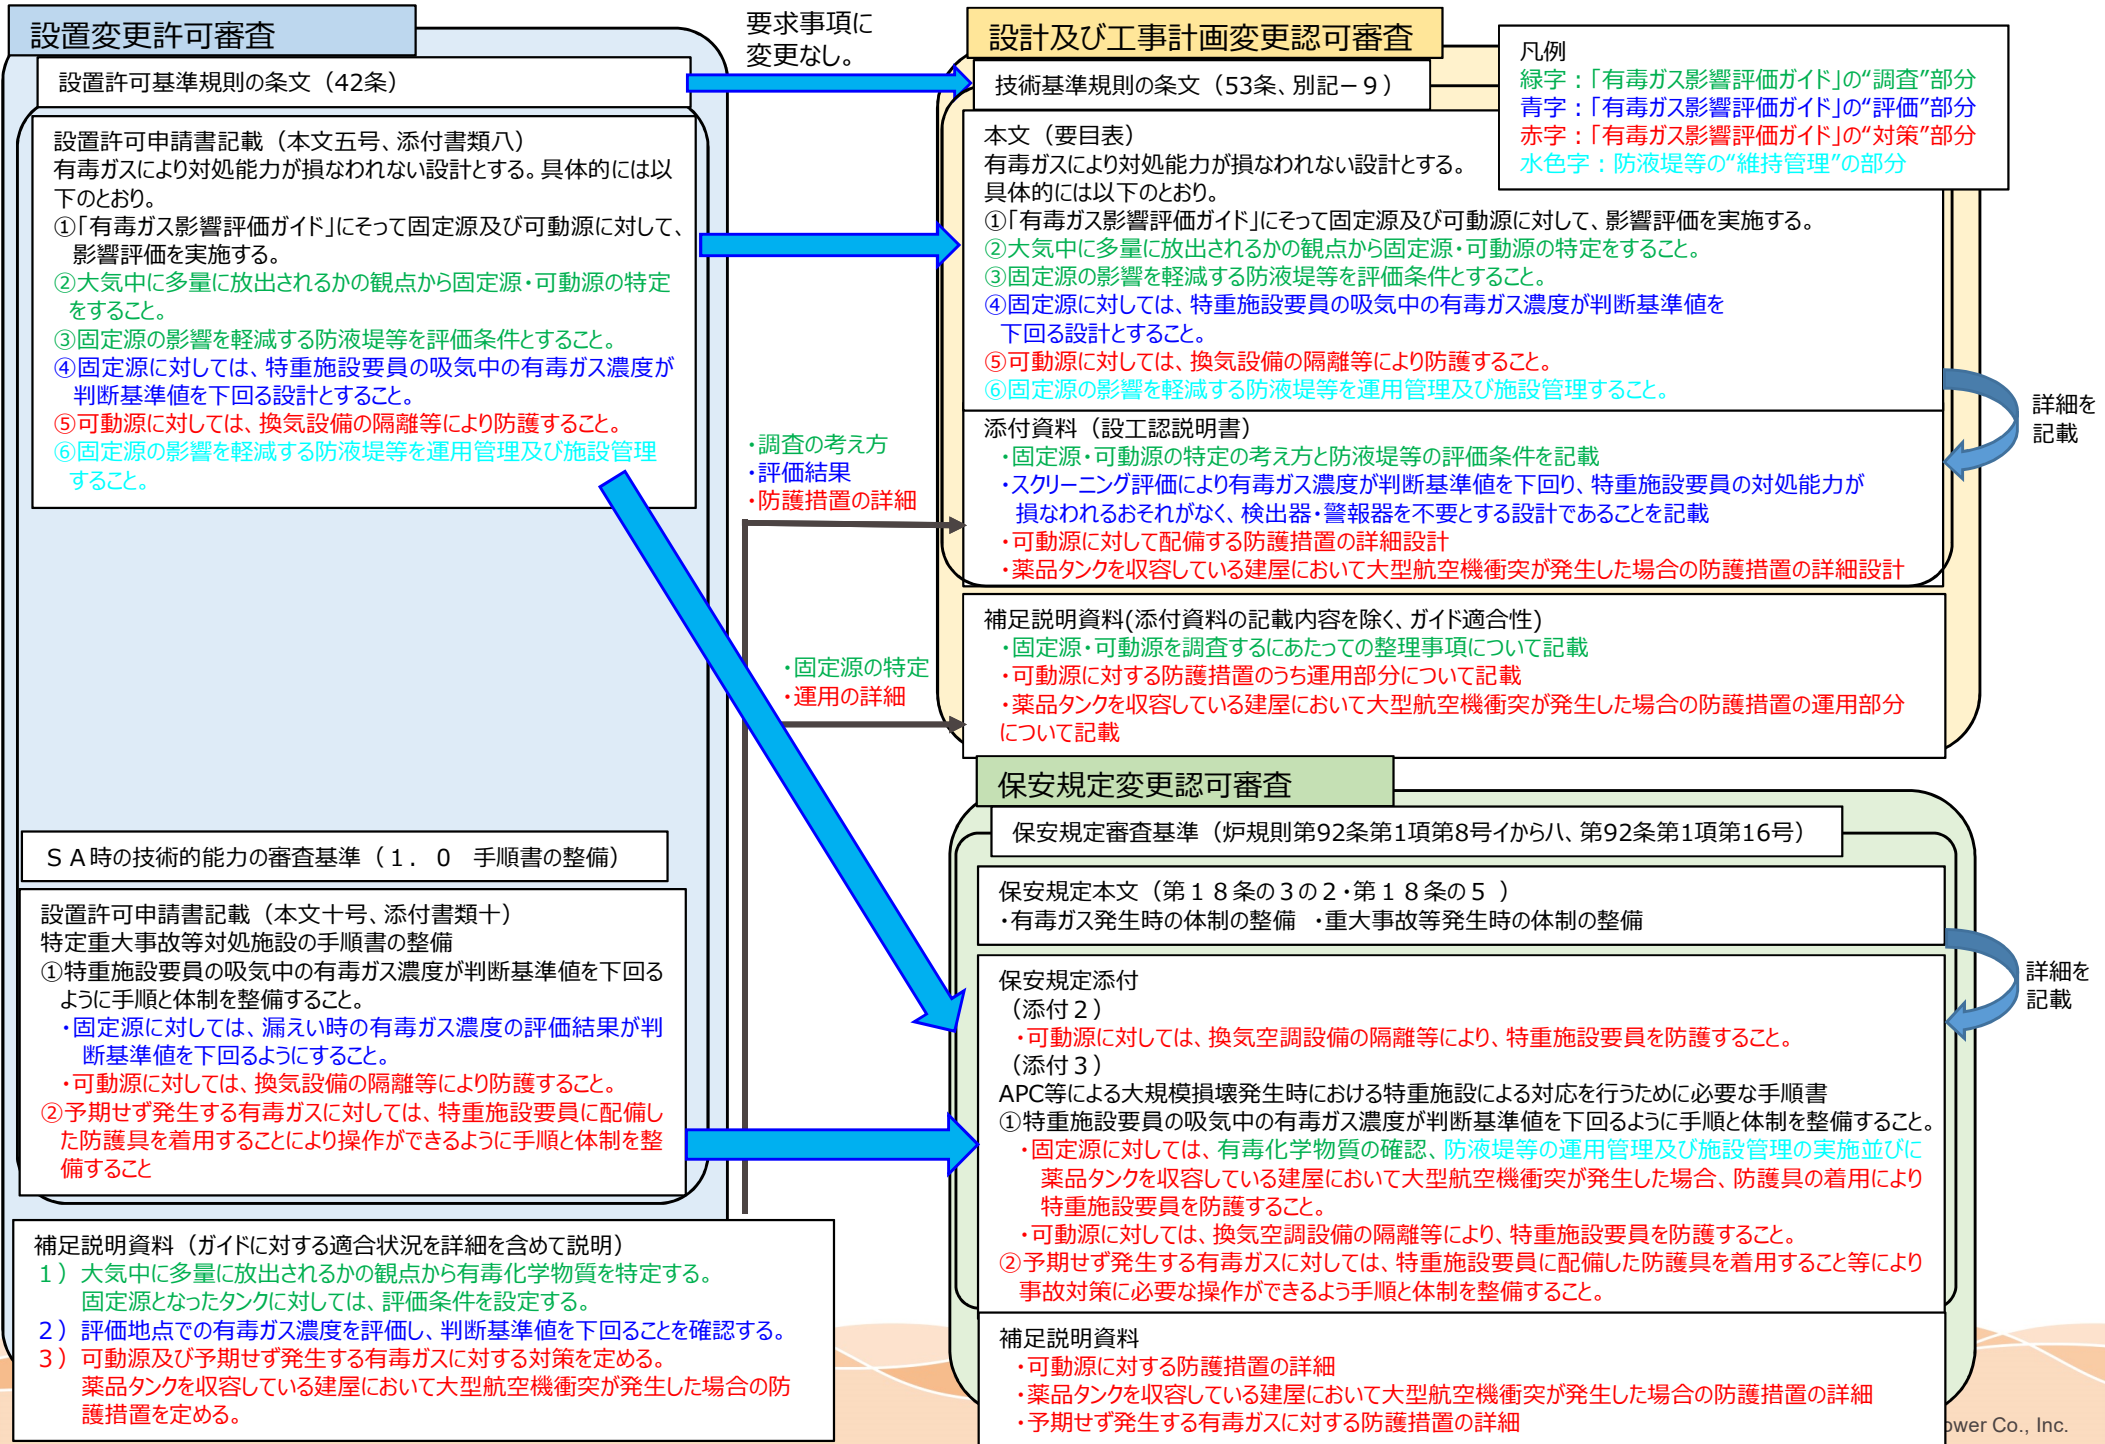 設置変更許可審査
設置許可基準規則の条文（42条）
設置許可申請書記載（本文五号、添付書類八）
有毒ガスにより対処能力が損なわれない設計とする。具体的には以
下のとおり。
①「有毒ガス影響評価ガイド」にそって固定源及び可動源に対して、
影響評価を実施する。
②大気中に多量に放出されるかの観点から固定源・可動源の特定
をすること。
③固定源の影響を軽減する防液堤等を評価条件とすること。
④固定源に対しては、特重施設要員の吸気中の有毒ガス濃度が
判断基準値を下回る設計とすること。
⑤可動源に対しては、換気設備の隔離等により防護すること。
⑥固定源の影響を軽減する防液堤等を運用管理及び施設管理
すること。
ＳＡ時の技術的能力の審査基準（１．０　手順書の整備）
設置許可申請書記載（本文十号、添付書類十）
特定重大事故等対処施設の手順書の整備
①特重施設要員の吸気中の有毒ガス濃度が判断基準値を下回る
ように手順と体制を整備すること。
・固定源に対しては、漏えい時の有毒ガス濃度の評価結果が判
断基準値を下回るようにすること。
・可動源に対しては、換気設備の隔離等により防護すること。
②予期せず発生する有毒ガスに対しては、特重施設要員に配備し
た防護具を着用することにより操作ができるように手順と体制を整
備すること
補足説明資料（ガイドに対する適合状況を詳細を含めて説明）
１）大気中に多量に放出されるかの観点から有毒化学物質を特定する。
固定源となったタンクに対しては、評価条件を設定する。
２）評価地点での有毒ガス濃度を評価し、判断基準値を下回ることを確認する。
３）可動源及び予期せず発生する有毒ガスに対する対策を定める。
薬品タンクを収容している建屋において大型航空機衝突が発生した場合の防
護措置を定める。
要求事項に
変更なし。
・調査の考え方
・評価結果
・防護措置の詳細
・固定源の特定
・運用の詳細
設計及び工事計画変更認可審査
技術基準規則の条文（53条、別記－９）
凡例
緑字：「有毒ガス影響評価ガイド」の“調査”部分
青字：「有毒ガス影響評価ガイド」の“評価”部分
赤字：「有毒ガス影響評価ガイド」の“対策”部分
水色字：防液堤等の“維持管理”の部分
本文（要目表）
有毒ガスにより対処能力が損なわれない設計とする。
具体的には以下のとおり。
①「有毒ガス影響評価ガイド」にそって固定源及び可動源に対して、影響評価を実施する。
②大気中に多量に放出されるかの観点から固定源・可動源の特定をすること。
③固定源の影響を軽減する防液堤等を評価条件とすること。
④固定源に対しては、特重施設要員の吸気中の有毒ガス濃度が判断基準値を
下回る設計とすること。
⑤可動源に対しては、換気設備の隔離等により防護すること。
⑥固定源の影響を軽減する防液堤等を運用管理及び施設管理すること。
詳細を
記載
添付資料（設工認説明書）
・固定源・可動源の特定の考え方と防液堤等の評価条件を記載
・スクリーニング評価により有毒ガス濃度が判断基準値を下回り、特重施設要員の対処能力が
損なわれるおそれがなく、検出器・警報器を不要とする設計であることを記載
・可動源に対して配備する防護措置の詳細設計
・薬品タンクを収容している建屋において大型航空機衝突が発生した場合の防護措置の詳細設計
補足説明資料(添付資料の記載内容を除く、ガイド適合性)
・固定源・可動源を調査するにあたっての整理事項について記載
・可動源に対する防護措置のうち運用部分について記載
・薬品タンクを収容している建屋において大型航空機衝突が発生した場合の防護措置の運用部分
について記載
保安規定変更認可審査
保安規定審査基準（炉規則第92条第1項第8号イからハ、第92条第1項第16号）
保安規定本文（第１８条の３の２・第１８条の５ ）
・有毒ガス発生時の体制の整備　・重大事故等発生時の体制の整備
詳細を
記載
保安規定添付
（添付２）
・可動源に対しては、換気空調設備の隔離等により、特重施設要員を防護すること。
（添付３）
APC等による大規模損壊発生時における特重施設による対応を行うために必要な手順書
①特重施設要員の吸気中の有毒ガス濃度が判断基準値を下回るように手順と体制を整備すること。
・固定源に対しては、有毒化学物質の確認、防液堤等の運用管理及び施設管理の実施並びに
薬品タンクを収容している建屋において大型航空機衝突が発生した場合、防護具の着用により
特重施設要員を防護すること。
・可動源に対しては、換気空調設備の隔離等により、特重施設要員を防護すること。
②予期せず発生する有毒ガスに対しては、特重施設要員に配備した防護具を着用すること等により
事故対策に必要な操作ができるよう手順と体制を整備すること。
補足説明資料
・可動源に対する防護措置の詳細
・薬品タンクを収容している建屋において大型航空機衝突が発生した場合の防護措置の詳細
・予期せず発生する有毒ガスに対する防護措置の詳細
ower Co., Inc.